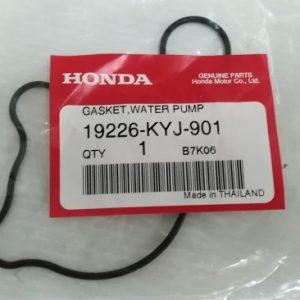 HONDA
GENUINE PARTS
Honda Motor Co., Ltd.
GASKET,WATER PUMP
19226-KYJ-901
QTY 1 B7K06
Made in THAILAND